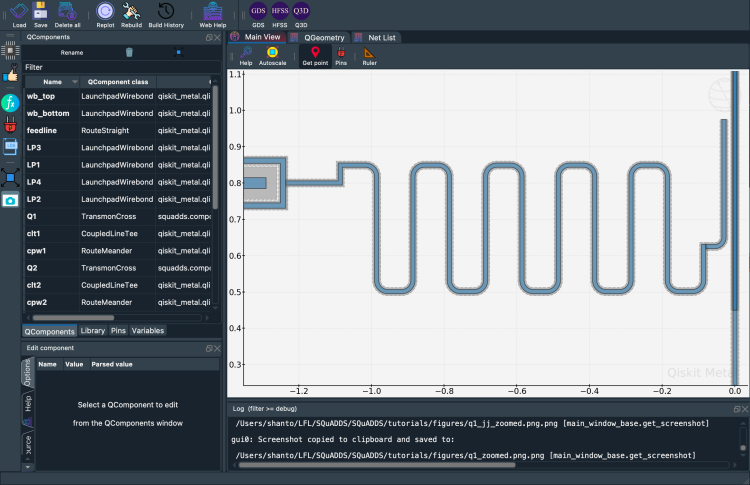 GDS HFSS Q3D
Load Save Delete all Replot Rebuild Build History Web Help GDS HFSS Q3D
QComponents
Rename
Filter
Name QComponent class
wb_top LaunchpadWirebond qiskit_metal.qli
wb_bottom LaunchpadWirebond qiskit_metal.qli
feedline RouteStraight qiskit_metal.qli
LP3 LaunchpadWirebond qiskit_metal.qli
LP1 LaunchpadWirebond qiskit_metal.qli
LP4 LaunchpadWirebond qiskit_metal.qli
LP2 LaunchpadWirebond qiskit_metal.qli
Q1 TransmonCross squadds.compo
clt1 CoupledLineTee qiskit_metal.qli
cpw1 RouteMeander qiskit_metal.qli
Q2 TransmonCross squadds.compo
clt2 CoupledLineTee qiskit_metal.qli
cpw2 RouteMeander qiskit_metal.qli
QComponents Library Pins Variables
Edit component
Options
Help
Name Value Parsed value
Select a QComponent to edit
from the QComponents window
Main View QGeometry Net List
Help Autoscale Get point Pins Ruler
1.1
1.0
0.9
0.8
0.7
0.6
0.5
0.4
0.3
−1.2 −1.0 −0.8 −0.6 −0.4 −0.2 0.0
Qiskit Metal
Log (filter >= debug)
/Users/shanto/LFL/SQuADDS/SQuADDS/tutorials/figures/q1_jj_zoomed.png.png [main_window_base.get_screenshot]
gui0: Screenshot copied to clipboard and saved to:
/Users/shanto/LFL/SQuADDS/SQuADDS/tutorials/figures/q1_zoomed.png.png [main_window_base.get_screenshot]